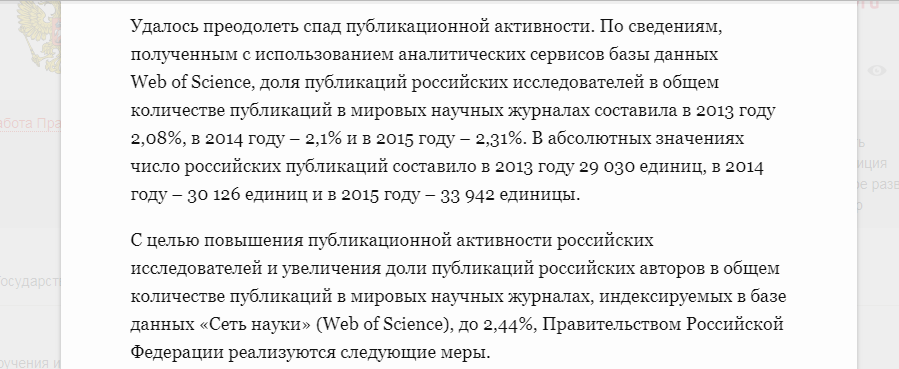 Удалось преодолеть спад публикационной активности. По сведениям,
полученным с использованием аналитических сервисов базы данных
Web of Science, доля публикаций российских исследователей в общем
количестве публикаций в мировых научных журналах составила в 2013 году
2,08%, в 2014 году – 2,1% и в 2015 году – 2,31%. В абсолютных значениях
число российских публикаций составило в 2013 году 29 030 единиц, в 2014
году – 30 126 единиц и в 2015 году – 33 942 единицы.
С целью повышения публикационной активности российских
исследователей и увеличения доли публикаций российских авторов в общем
количестве публикаций в мировых научных журналах, индексируемых в базе
данных «Сеть науки» (Web of Science), до 2,44%, Правительством Российской
Федерации реализуются следующие меры.